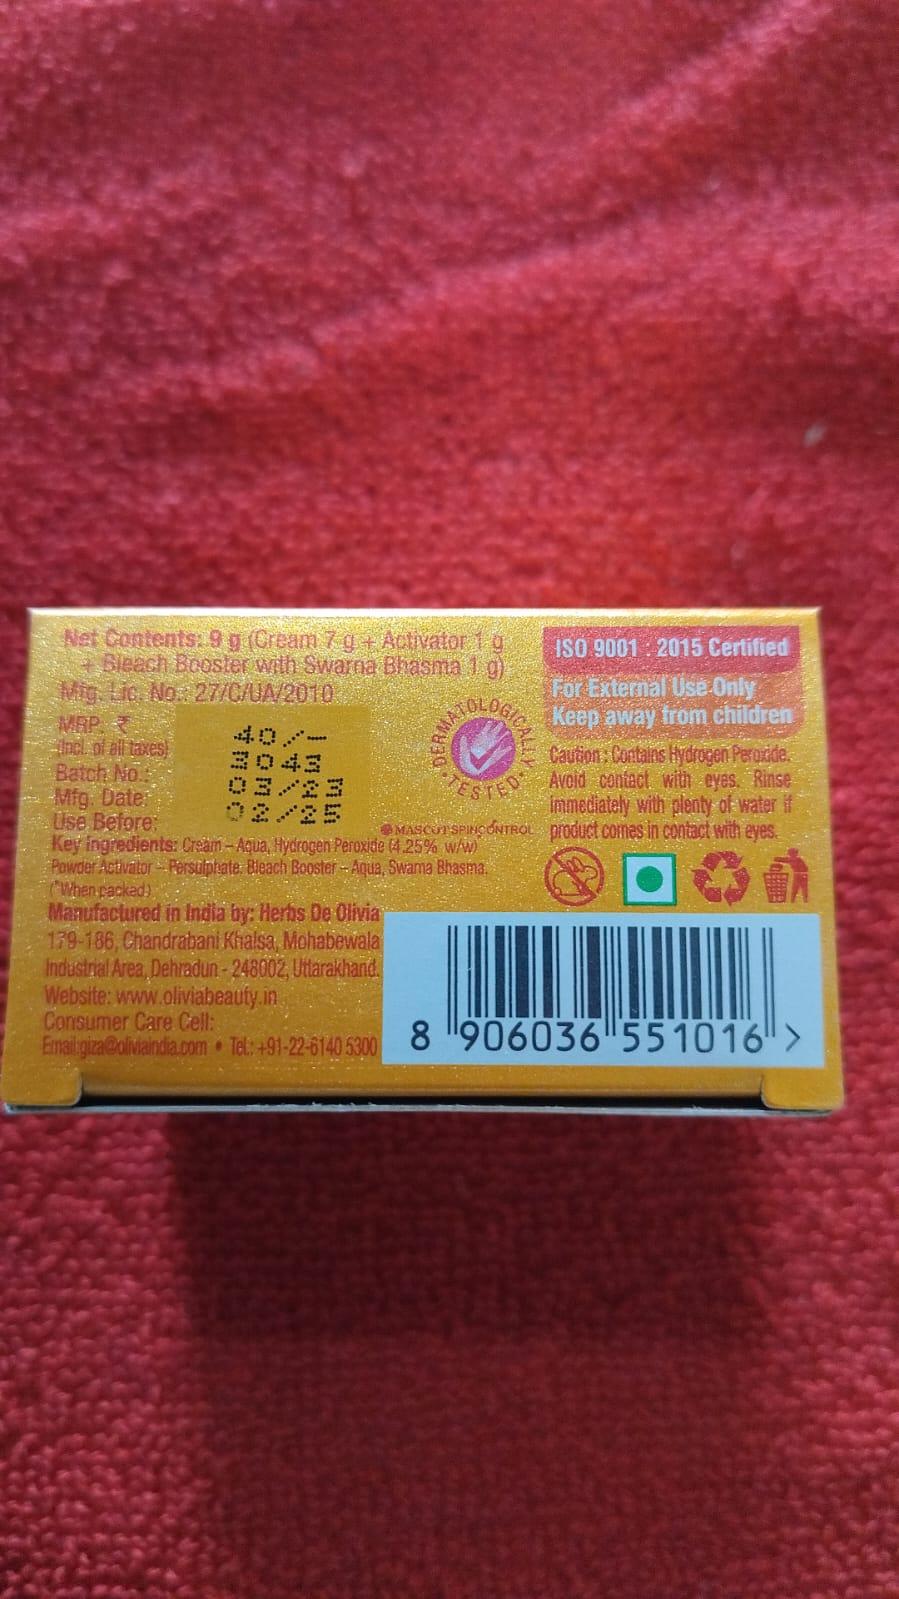 Net Contents: 9 g (Cream 7 g + Activator 1 g
+ Bleach Booster with Swarna Bhasma 1 g)
Mfg. Lic. No.: 27/C/UA/2010
MRP: ₹ 40/-
(Incl. of all taxes)
Batch No.: 3043
Mfg. Date: 03/23
Use Before: 02/25
Key Ingredients: Cream – Aqua, Hydrogen Peroxide (4.25% w/w)*
Powder Activator – Persulphate. Bleach Booster – Aqua, Swarna Bhasma.
(*When packed)
Manufactured in India by: Herbs De Olivia
179-186, Chandrabani Khalsa, Mohabewala
Industrial Area, Dehradun - 248002, Uttarakhand.
Website: www.oliviabeauty.in
Consumer Care Cell:
Email:giza@oliviaindia.com • Tel.: +91-22-6140 5300
DERMATOLOGICALLY
• TESTED •
MASCOT SPINCONTROL
ISO 9001 : 2015 Certified
For External Use Only
Keep away from children
Caution : Contains Hydrogen Peroxide.
Avoid contact with eyes. Rinse
immediately with plenty of water if
product comes in contact with eyes.
8 906036 551016 >